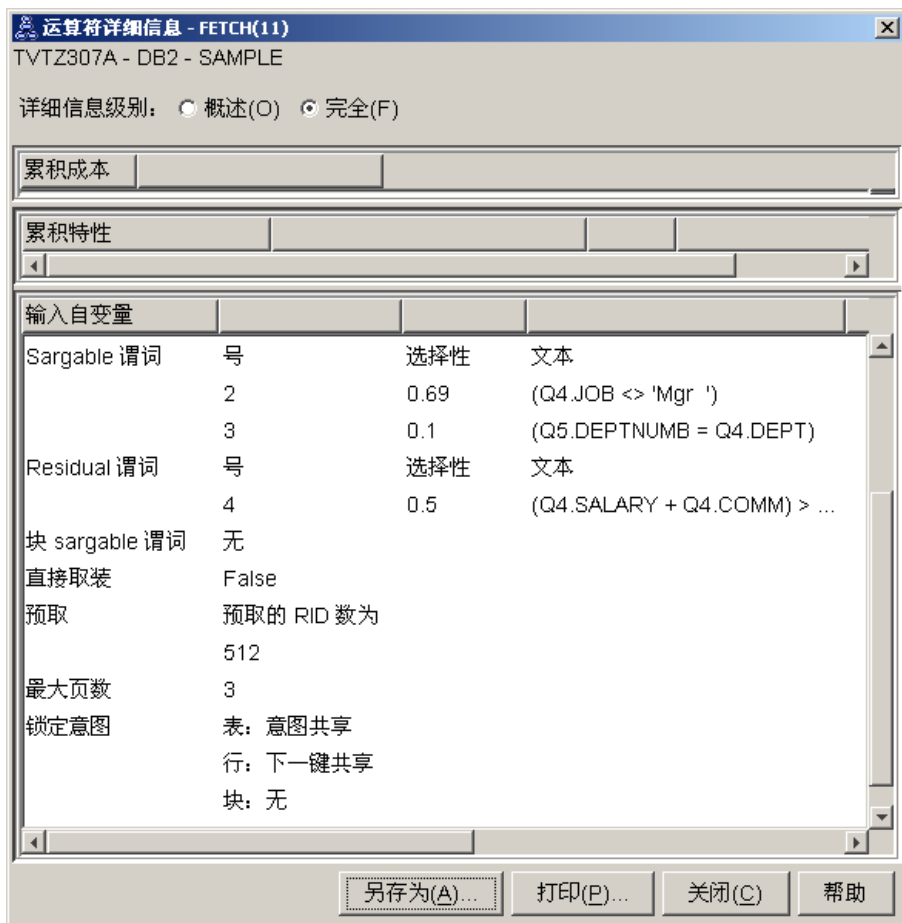 运算符详细信息 - FETCH(11)
TVTZ307A - DB2 - SAMPLE
详细信息级别： 概述(O) 完全(F)
累积成本
累积特性
输入自变量
Sargable 谓词 号 选择性 文本
2 0.69 (Q4.JOB <> 'Mgr  ')
3 0.1 (Q5.DEPTNUMB = Q4.DEPT)
Residual 谓词 号 选择性 文本
4 0.5 (Q4.SALARY + Q4.COMM) > ...
块 sargable 谓词 无
直接取装 False
预取 预取的 RID 数为
512
最大页数 3
锁定意图 表：意图共享
行：下一键共享
块：无
另存为(A)... 打印(P)... 关闭(C) 帮助